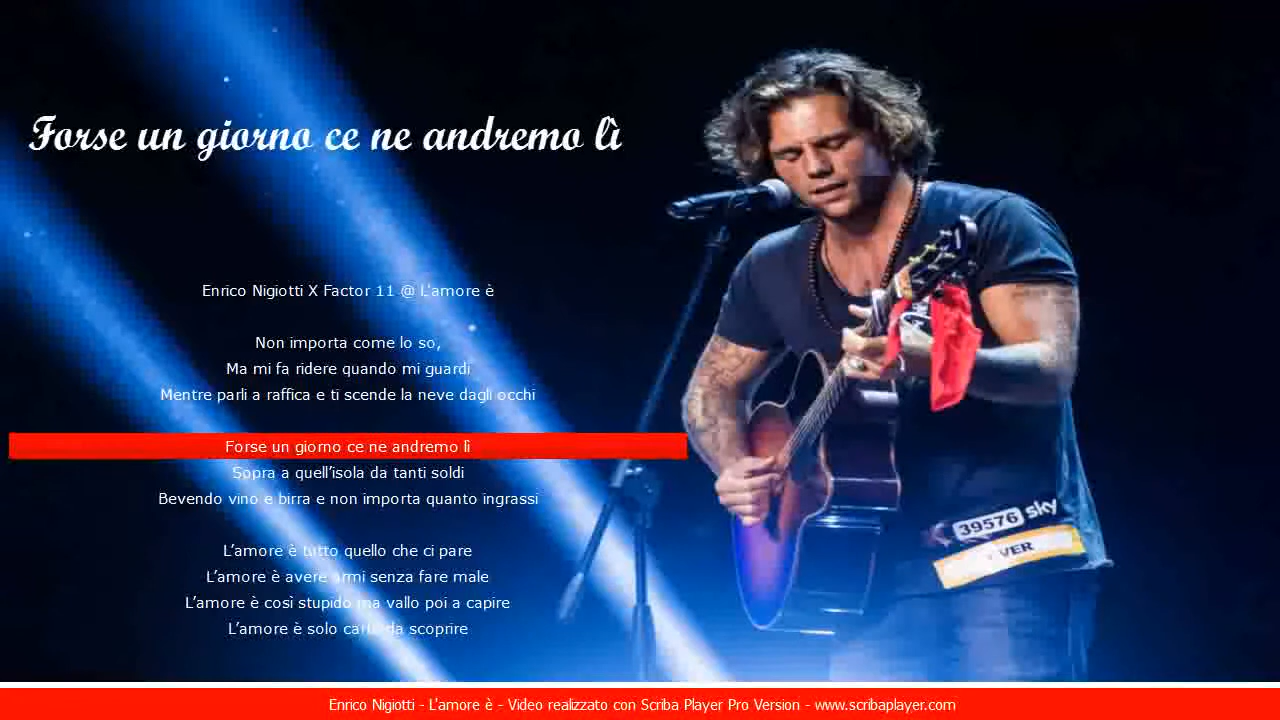 Forse un giorno ce ne andremo lì
Enrico Nigiotti X Factor 11 @ L'amore è
Non importa come lo so,
Ma mi fa ridere quando mi guardi
Mentre parli a raffica e ti scende la neve dagli occhi
Forse un giorno ce ne andremo lì
Sopra a quell’isola da tanti soldi
Bevendo vino e birra e non importa quanto ingrassi
L’amore è tutto quello che ci pare
L’amore è avere armi senza fare male
L’amore è così stupido ma vallo poi a capire
L’amore è solo da scoprire
39576 sky
Enrico Nigiotti - L'amore è - Video realizzato con Scriba Player Pro Version - www.scribaplayer.com